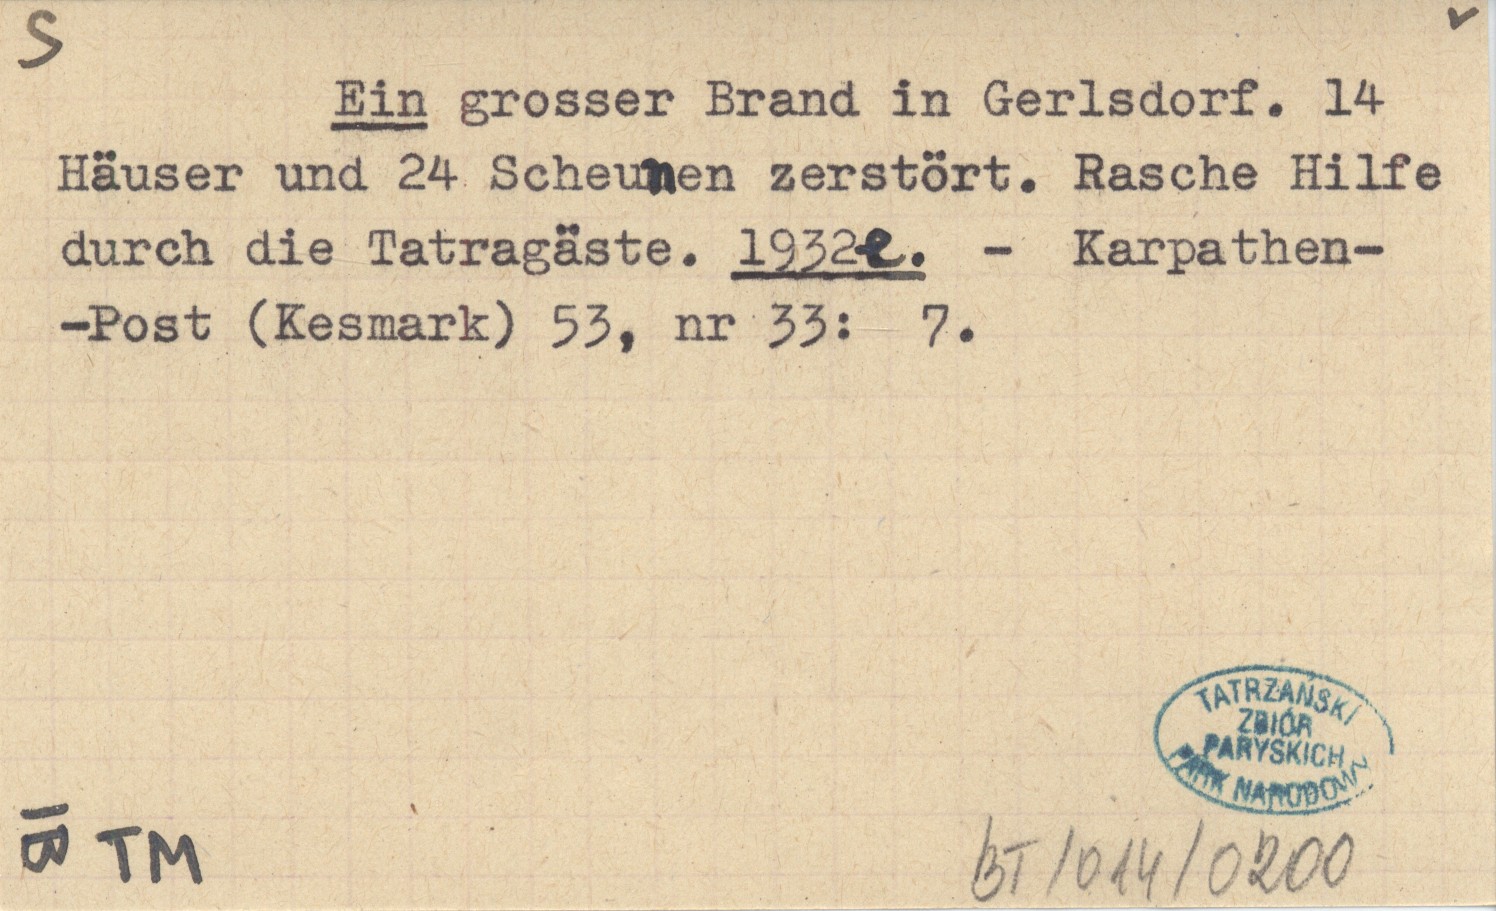 S
✓
Ein grosser Brand in Gerlsdorf. 14
Häuser und 24 Scheunen zerstört. Rasche Hilfe
durch die Tatragäste. 1932e. - Karpathen-
-Post (Kesmark) 53, nr 33: 7.
TATRZAŃSKI
ZBIÓR
PARYSKICH
PARK NARODOWY
B TM
BT/014/0200